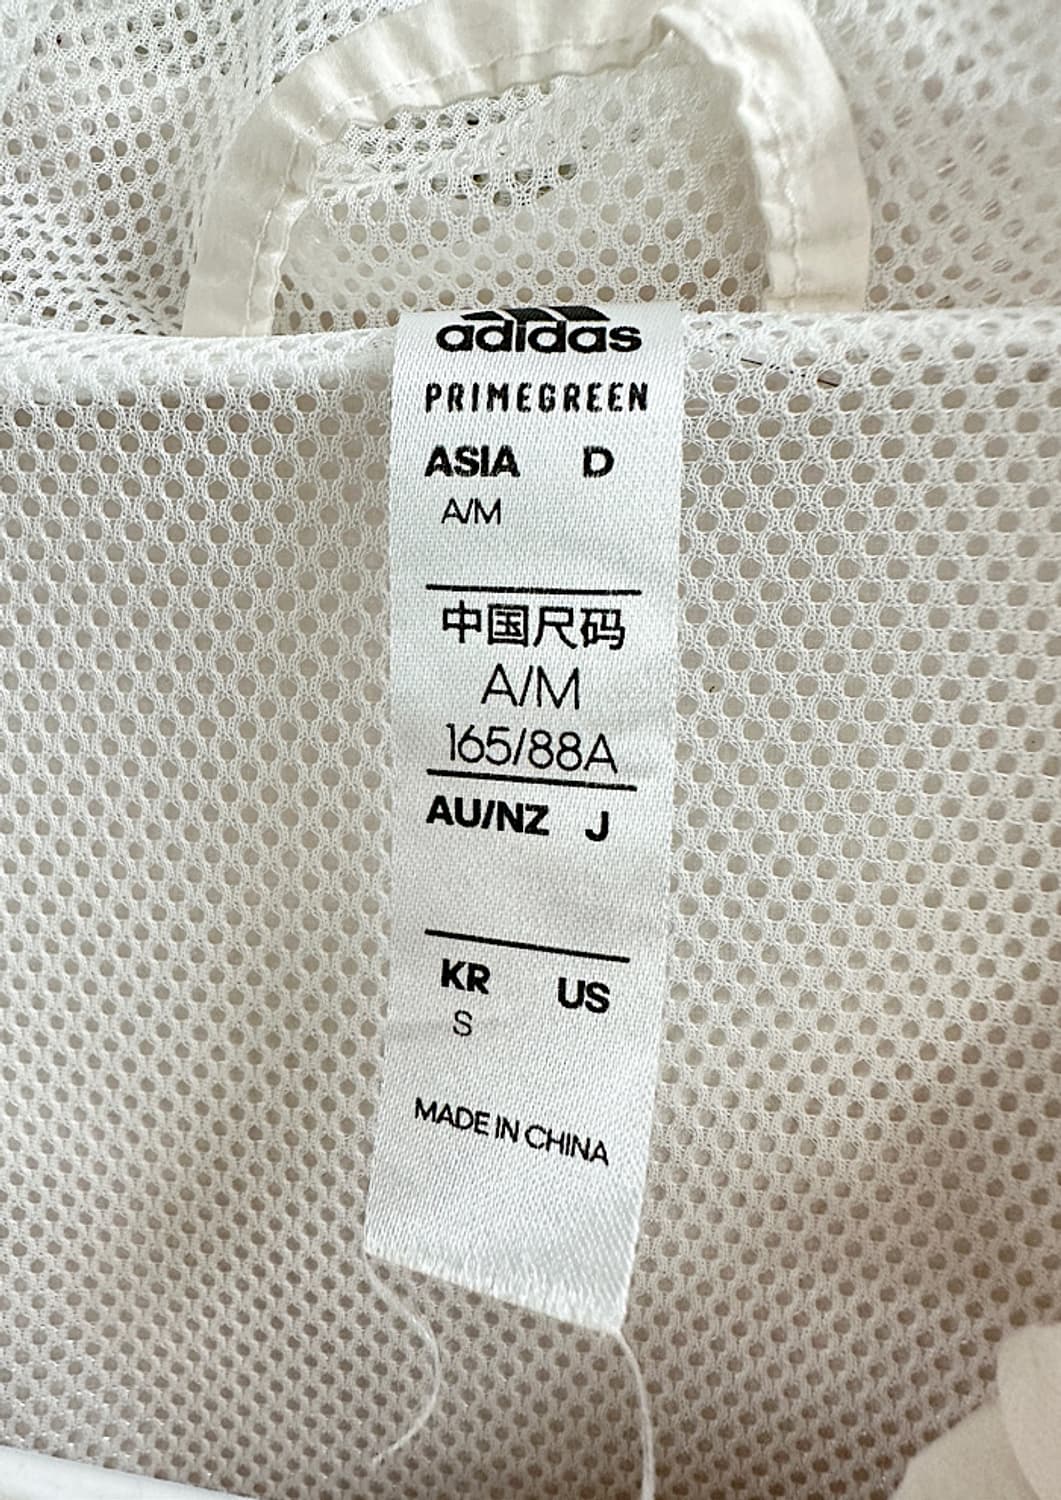 adidas
PRIMEGREEN
ASIA D
A/M
中国尺码
A/M
165/88A
AU/NZ J
KR US
S
MADE IN CHINA